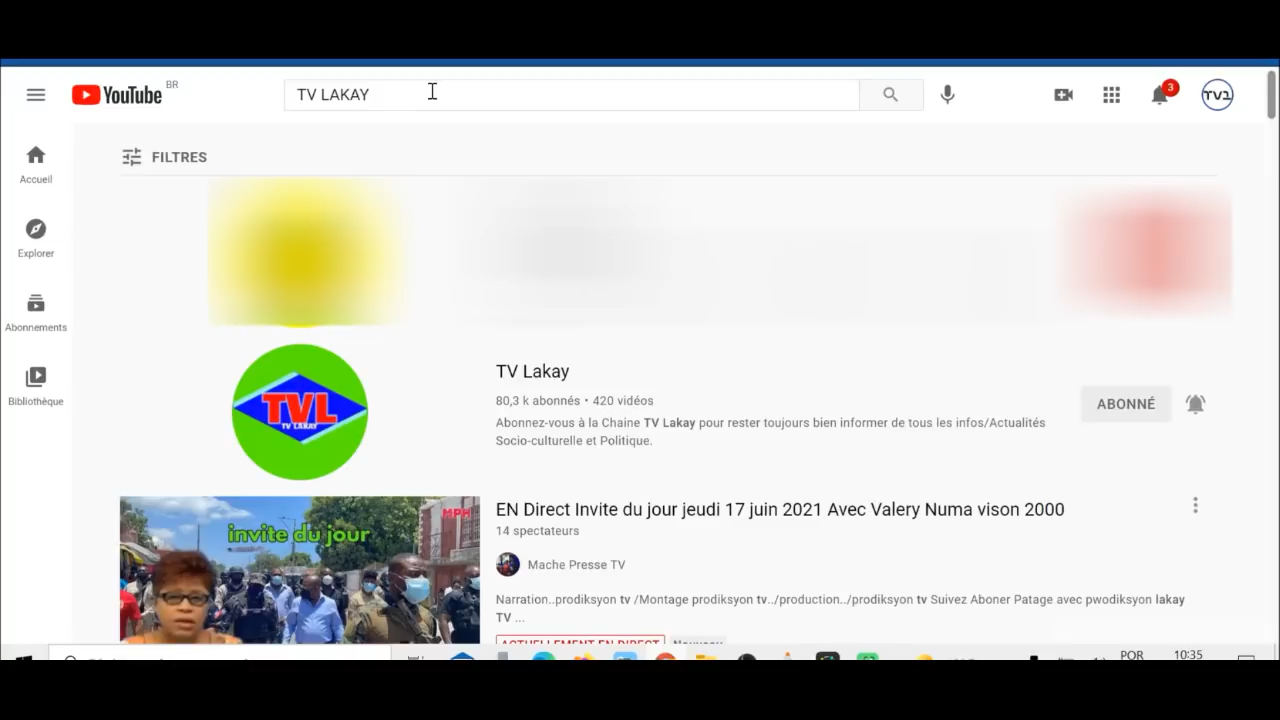 YouTube BR
TV LAKAY
3
TV2
FILTRES
Accueil
Explorer
Abonnements
Bibliothèque
TVL
TV LAKAY
TV Lakay
80,3 k abonnés • 420 vidéos
Abonnez-vous à la Chaine TV Lakay pour rester toujours bien informer de tous les infos/Actualités
Socio-culturelle et Politique.
ABONNÉ
MPH
invite du jour
EN Direct Invite du jour jeudi 17 juin 2021 Avec Valery Numa vison 2000
14 spectateurs
Mache Presse TV
Narration..prodiksyon tv /Montage prodiksyon tv../production../prodiksyon tv Suivez Aboner Patage avec pwodiksyon lakay
TV ...
ACTUELLEMENT EN DIRECT Nouveau
POR
10:35